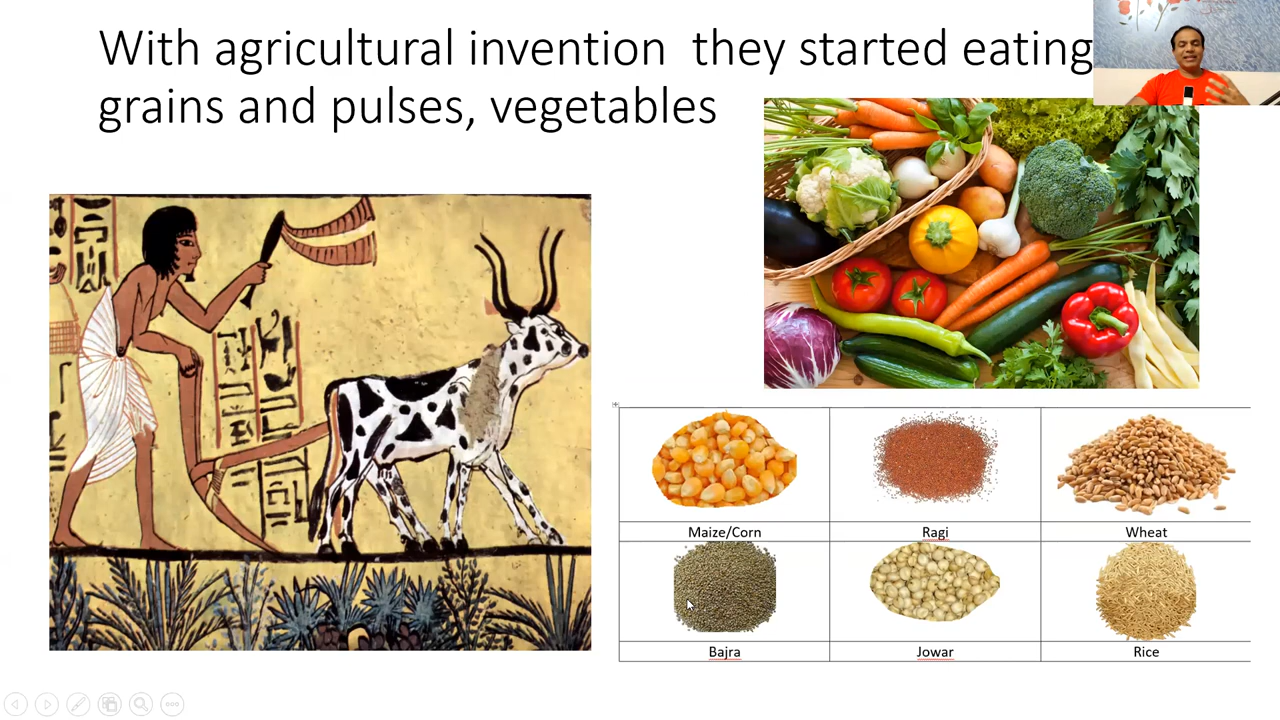 With agricultural invention they started eating
grains and pulses, vegetables
Maize/Corn
Ragi
Wheat
Bajra
Jowar
Rice